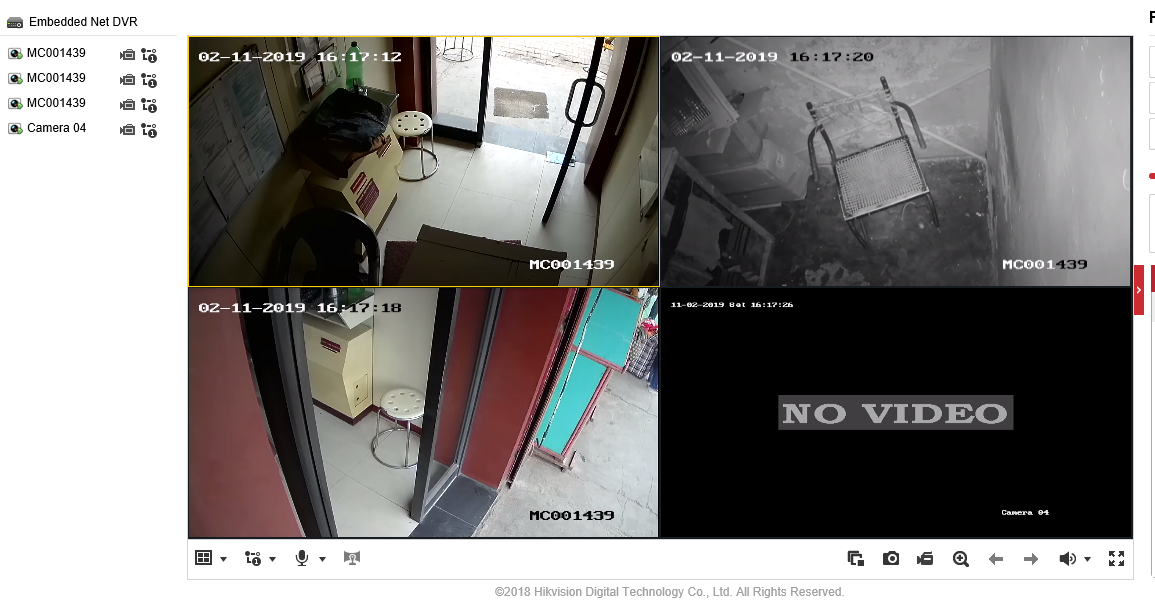 Embedded Net DVR
MC001439
MC001439
MC001439
Camera 04
02-11-2019 16:17:12
MC001439
02-11-2019 16:17:20
MC001439
02-11-2019 16:17:18
MC001439
11-02-2019 Sat 16:17:26
NO VIDEO
Camera 04
©2018 Hikvision Digital Technology Co., Ltd. All Rights Reserved.